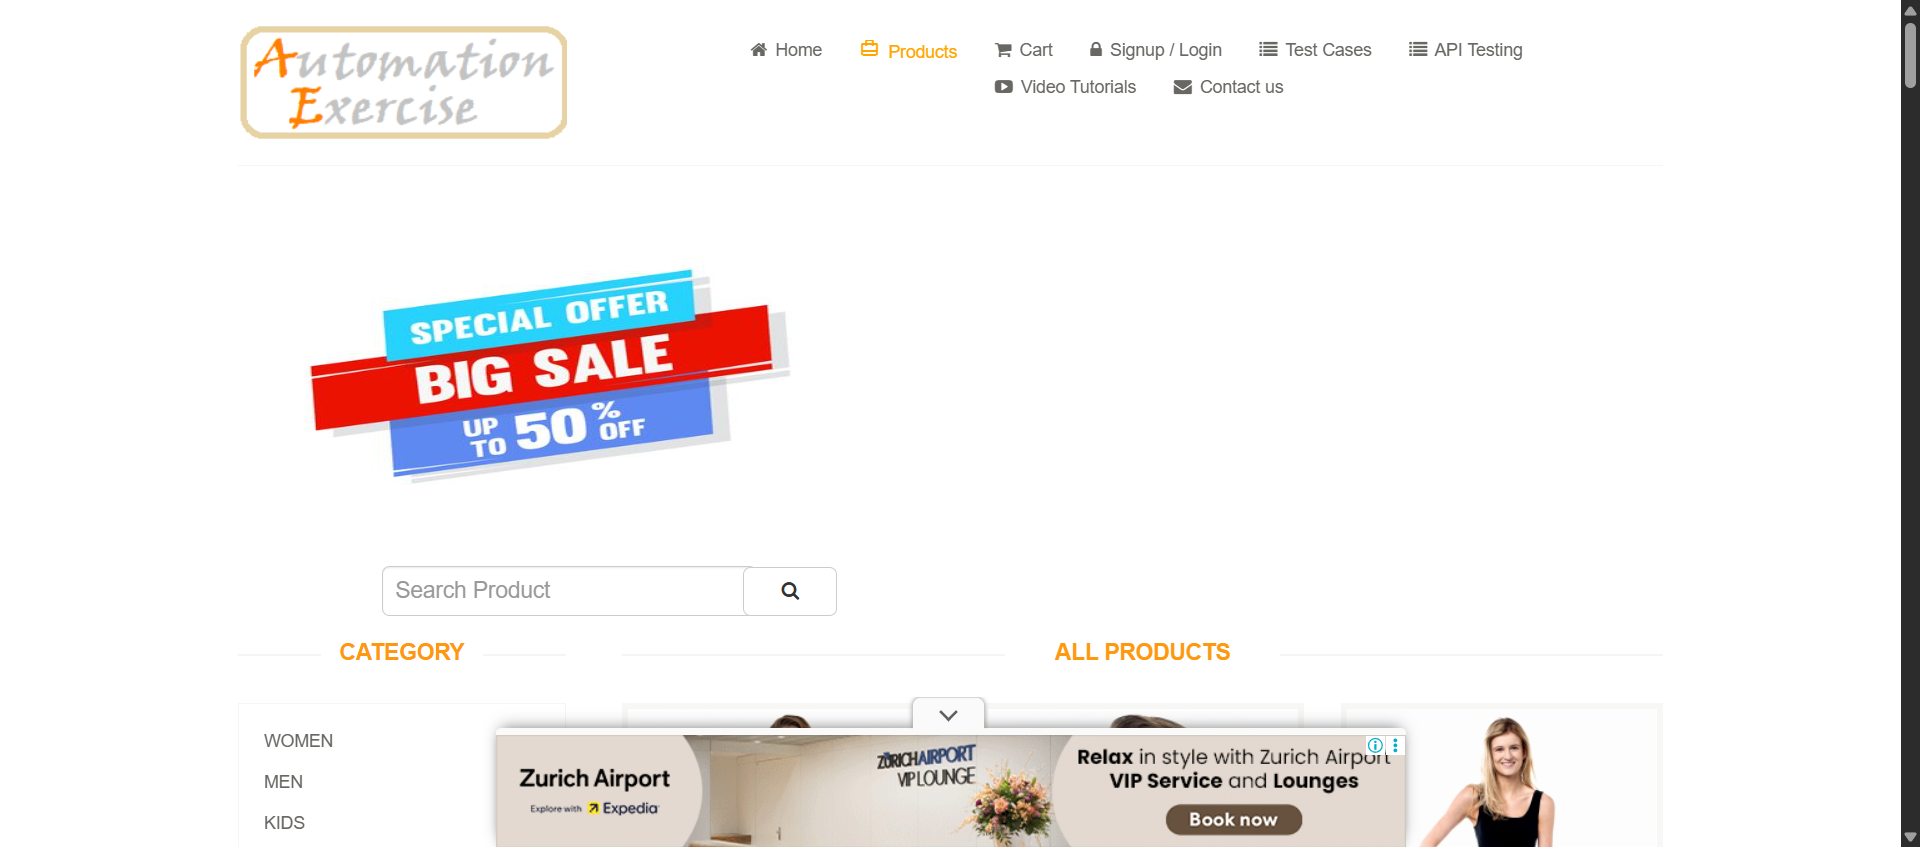 Automation
Exercise
Home
Products
Cart
Signup / Login
Test Cases
API Testing
Video Tutorials
Contact us
SPECIAL OFFER
BIG SALE
UP TO 50% OFF
Search Product
CATEGORY
ALL PRODUCTS
WOMEN
MEN
KIDS
Zurich Airport
Explore with Expedia
ZURICH AIRPORT
VIP LOUNGE
Relax in style with Zurich Airport
VIP Service and Lounges
Book now